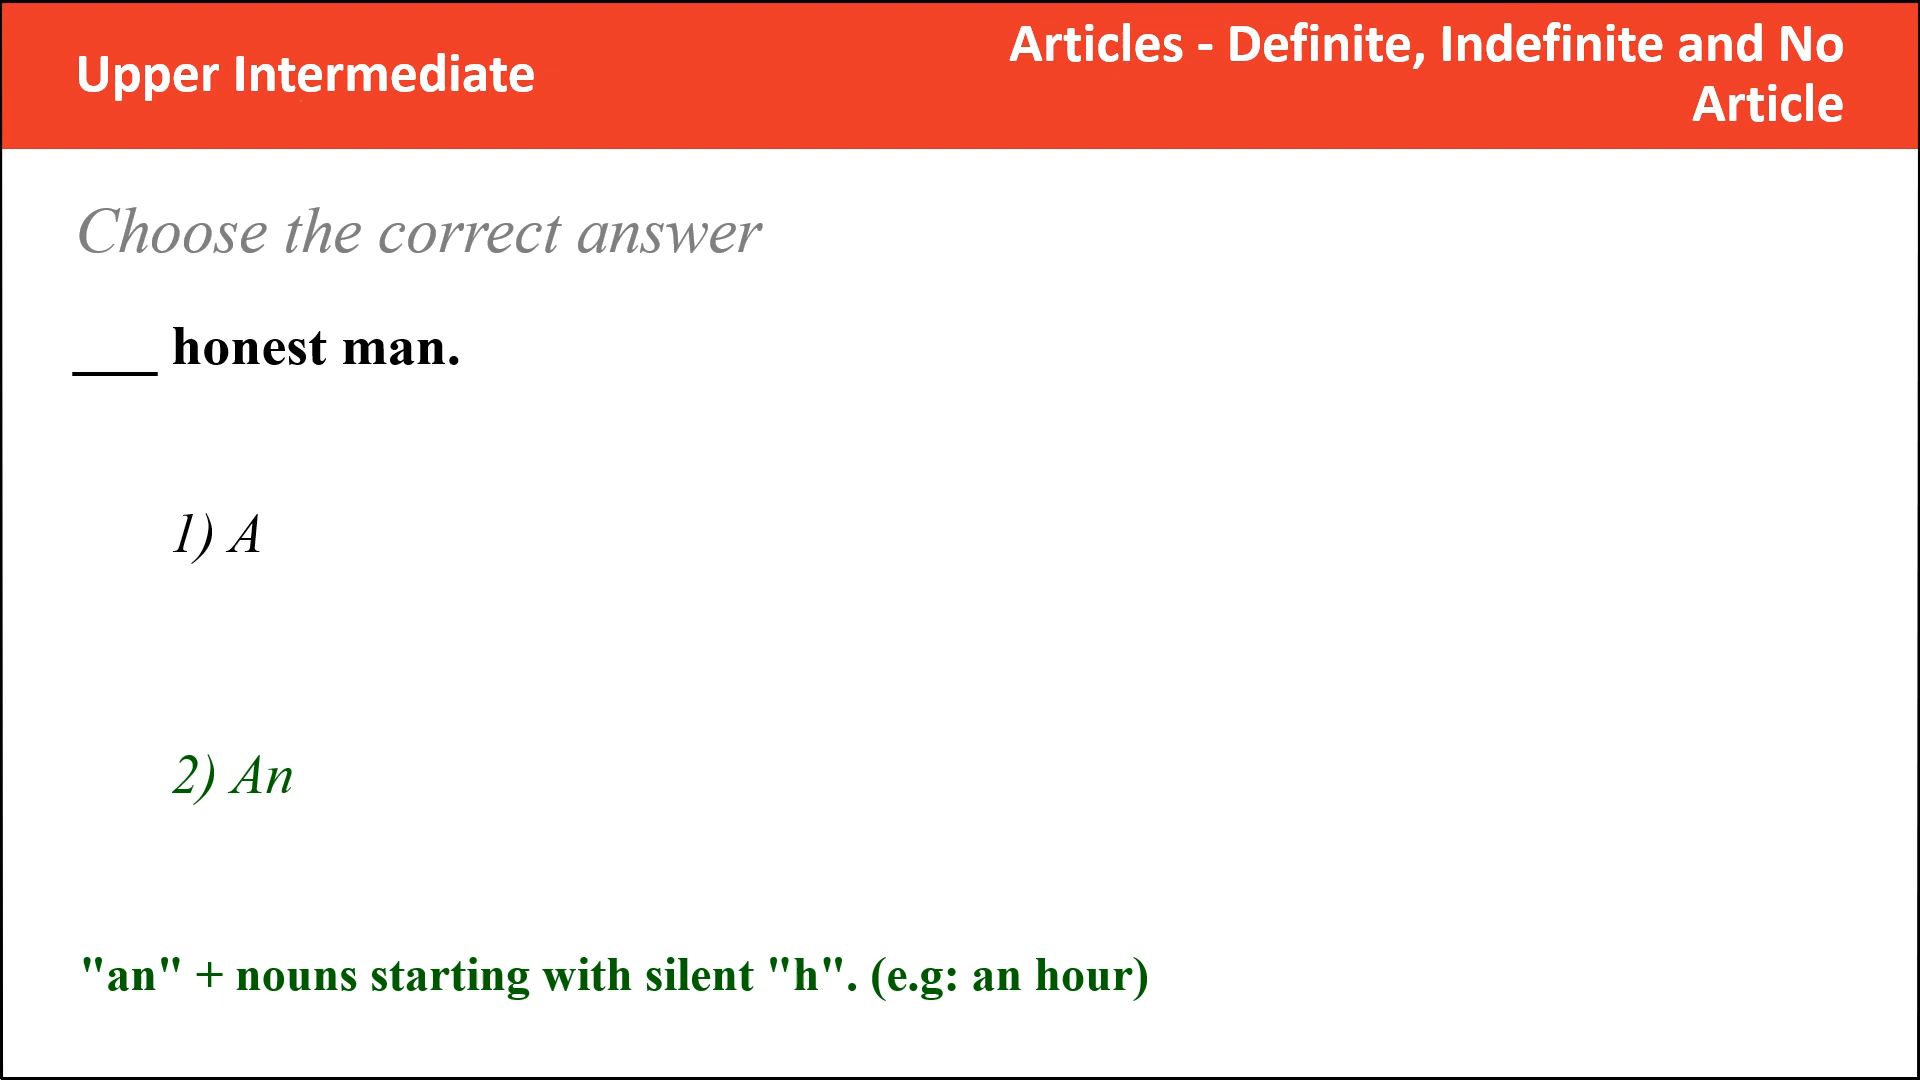 Upper Intermediate
Articles - Definite, Indefinite and No
Article
Choose the correct answer
___ honest man.
1) A
2) An
"an" + nouns starting with silent "h". (e.g: an hour)